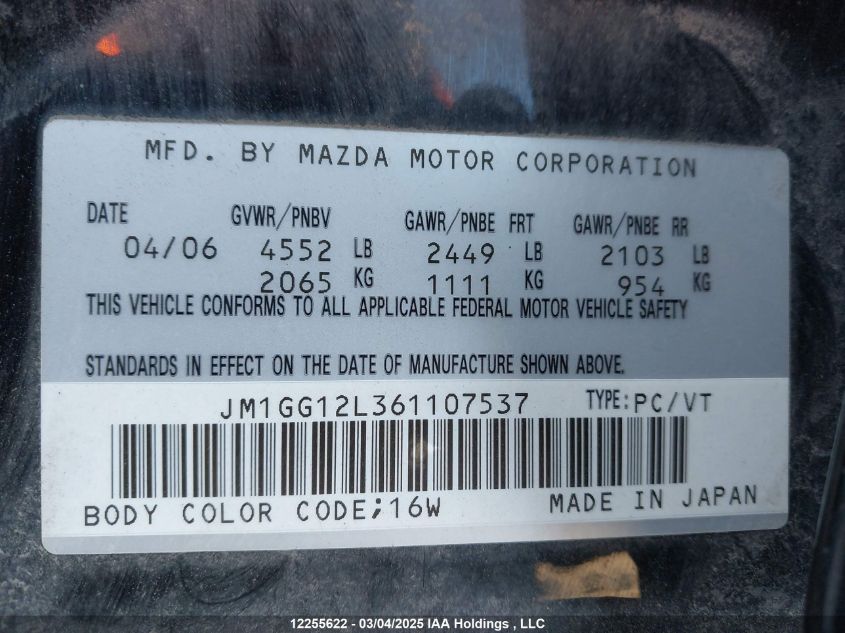 MFD. BY MAZDA MOTOR CORPORATION
DATE GVWR/PNBV GAWR/PNBE FRT GAWR/PNBE RR
04/06 4552 LB 2449 LB 2103 LB
2065 KG 1111 KG 954 KG
THIS VEHICLE CONFORMS TO ALL APPLICABLE FEDERAL MOTOR VEHICLE SAFETY
STANDARDS IN EFFECT ON THE DATE OF MANUFACTURE SHOWN ABOVE.
JM1GG12L361107537 TYPE:PC/VT
BODY COLOR CODE;16W MADE IN JAPAN
12255622 - 03/04/2025 IAA Holdings , LLC